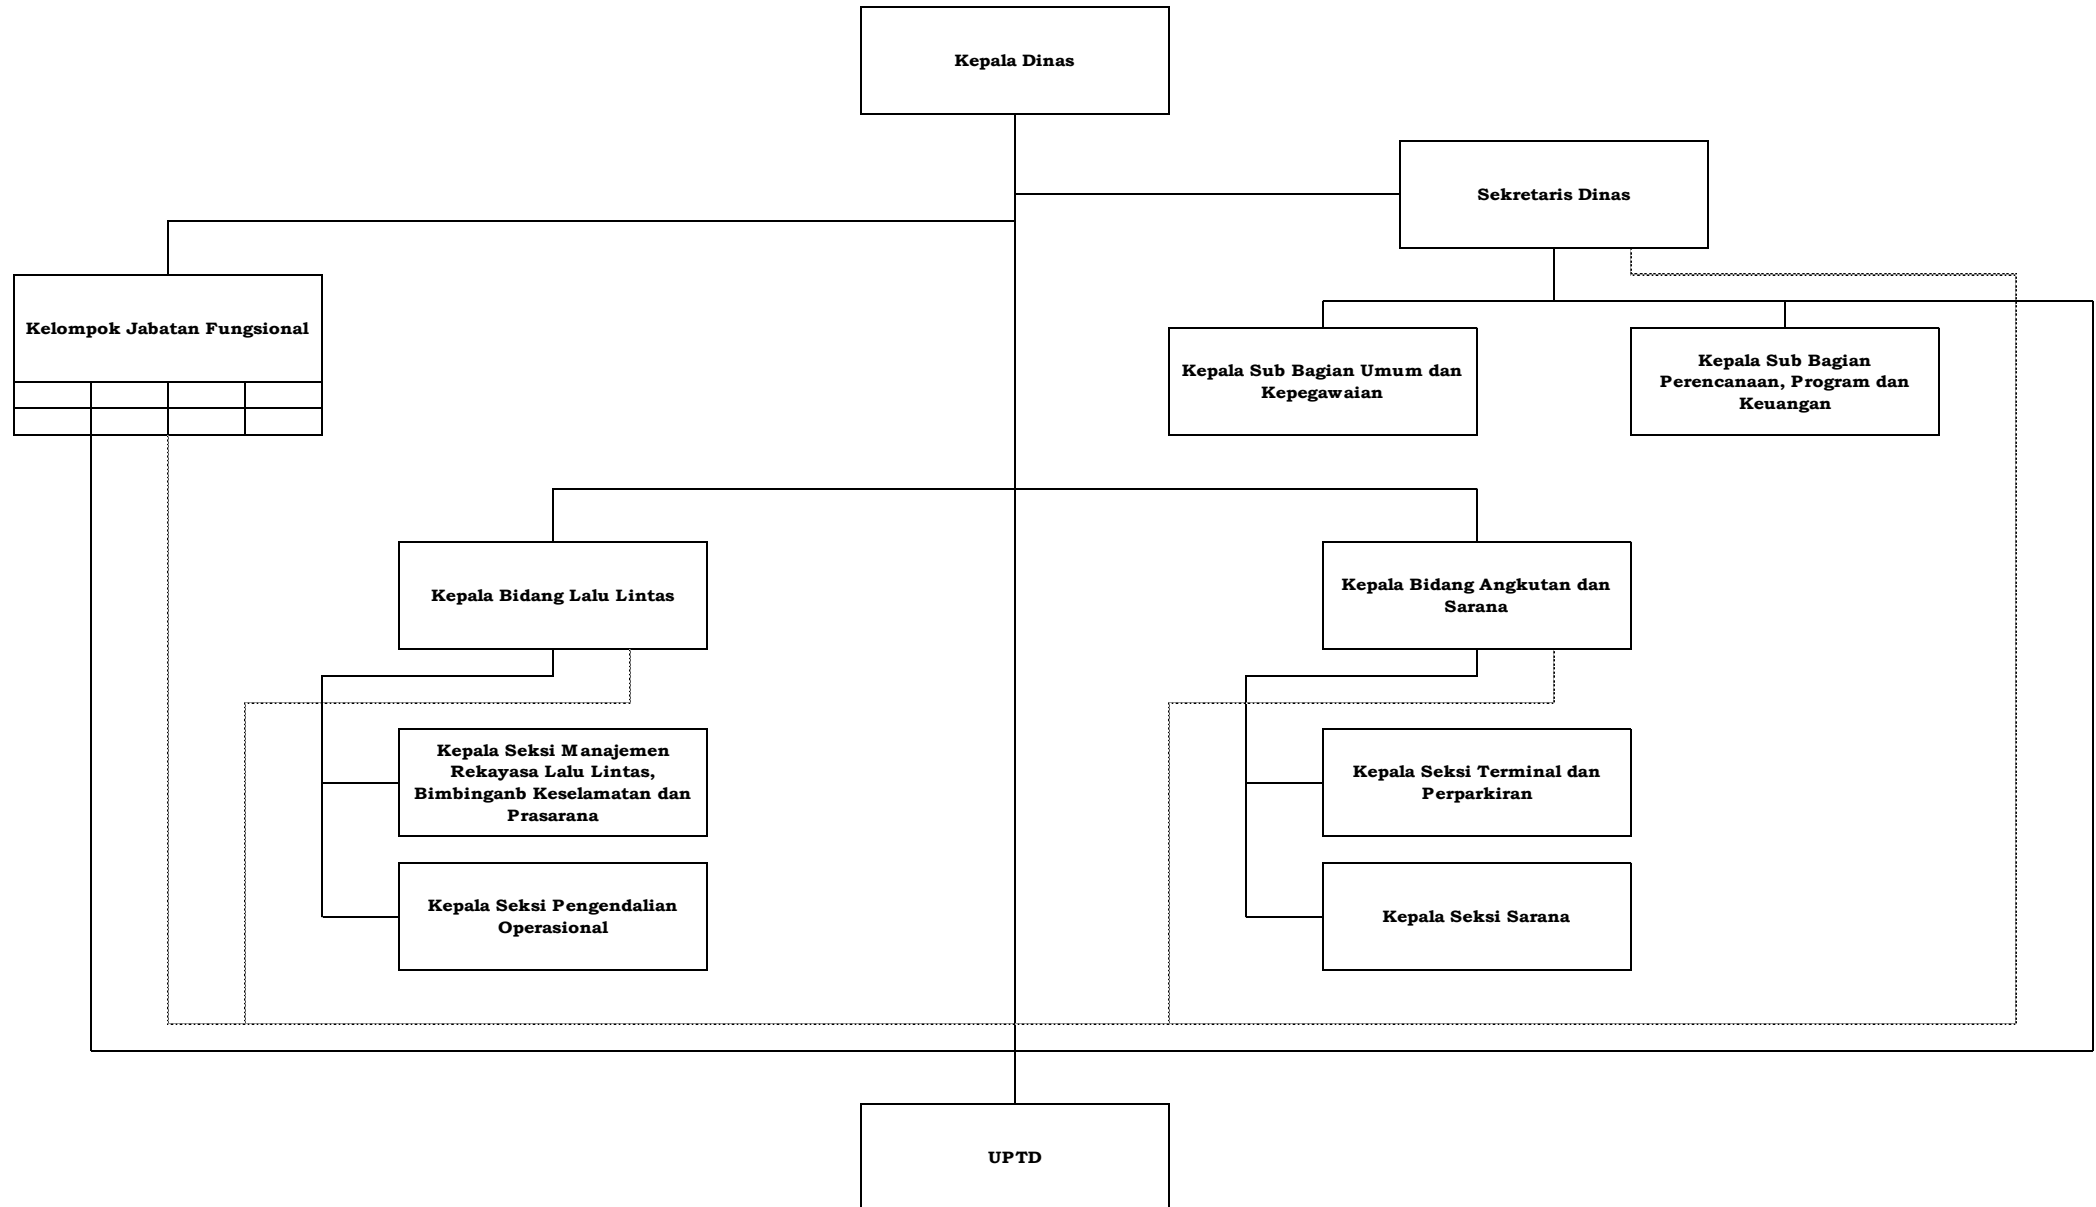 Kepala Dinas
Sekretaris Dinas
Kelompok Jabatan Fungsional
Kepala Sub Bagian Umum dan
Kepegawaian
Kepala Sub Bagian
Perencanaan, Program dan
Keuangan
Kepala Bidang Lalu Lintas
Kepala Bidang Angkutan dan
Sarana
Kepala Seksi Manajemen
Rekayasa Lalu Lintas,
Bimbinganb Keselamatan dan
Prasarana
Kepala Seksi Terminal dan
Perparkiran
Kepala Seksi Pengendalian
Operasional
Kepala Seksi Sarana
UPTD